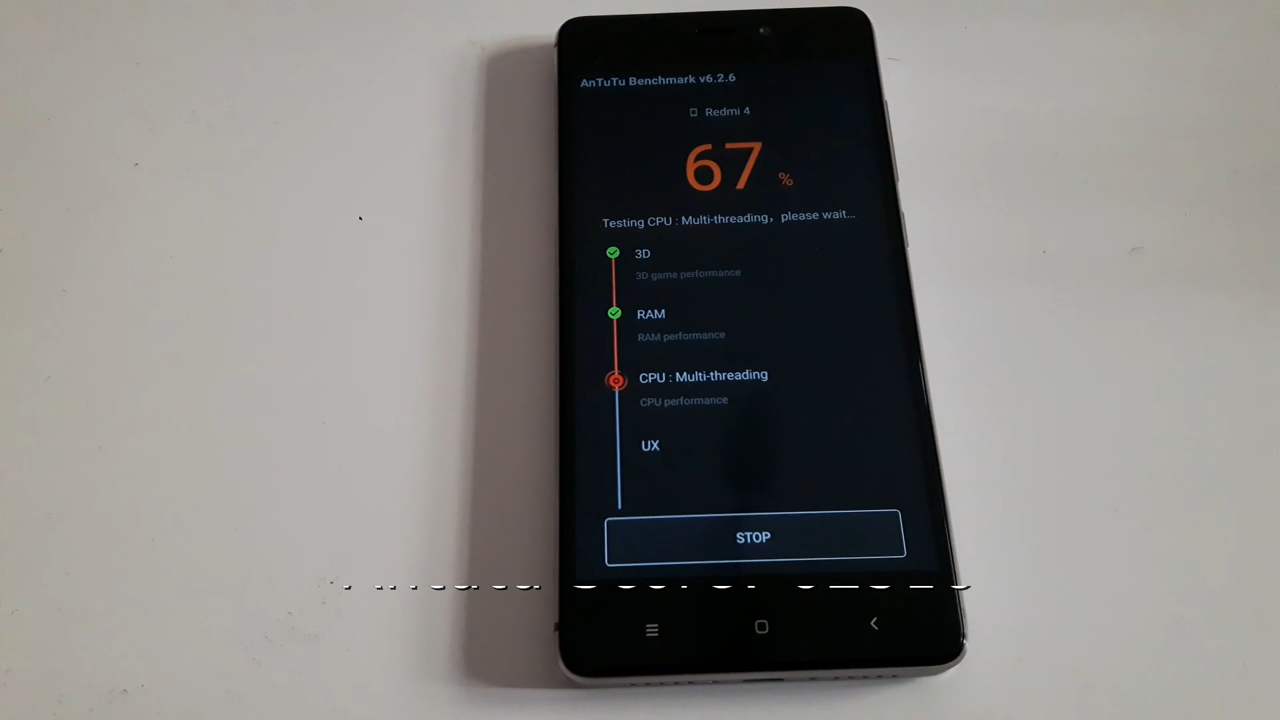 AnTuTu Benchmark v6.2.6
Redmi 4
67 %
Testing CPU : Multi-threading, please wait...
3D
3D game performance
RAM
RAM performance
CPU : Multi-threading
CPU performance
UX
STOP